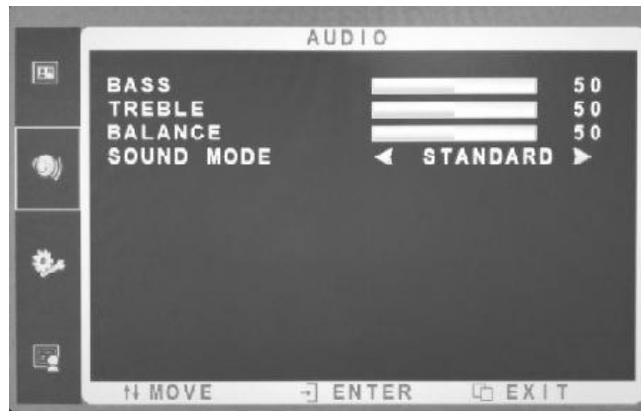 AUDIO
BASS 50
TREBLE 50
BALANCE 50
SOUND MODE STANDARD
MOVE ENTER EXIT